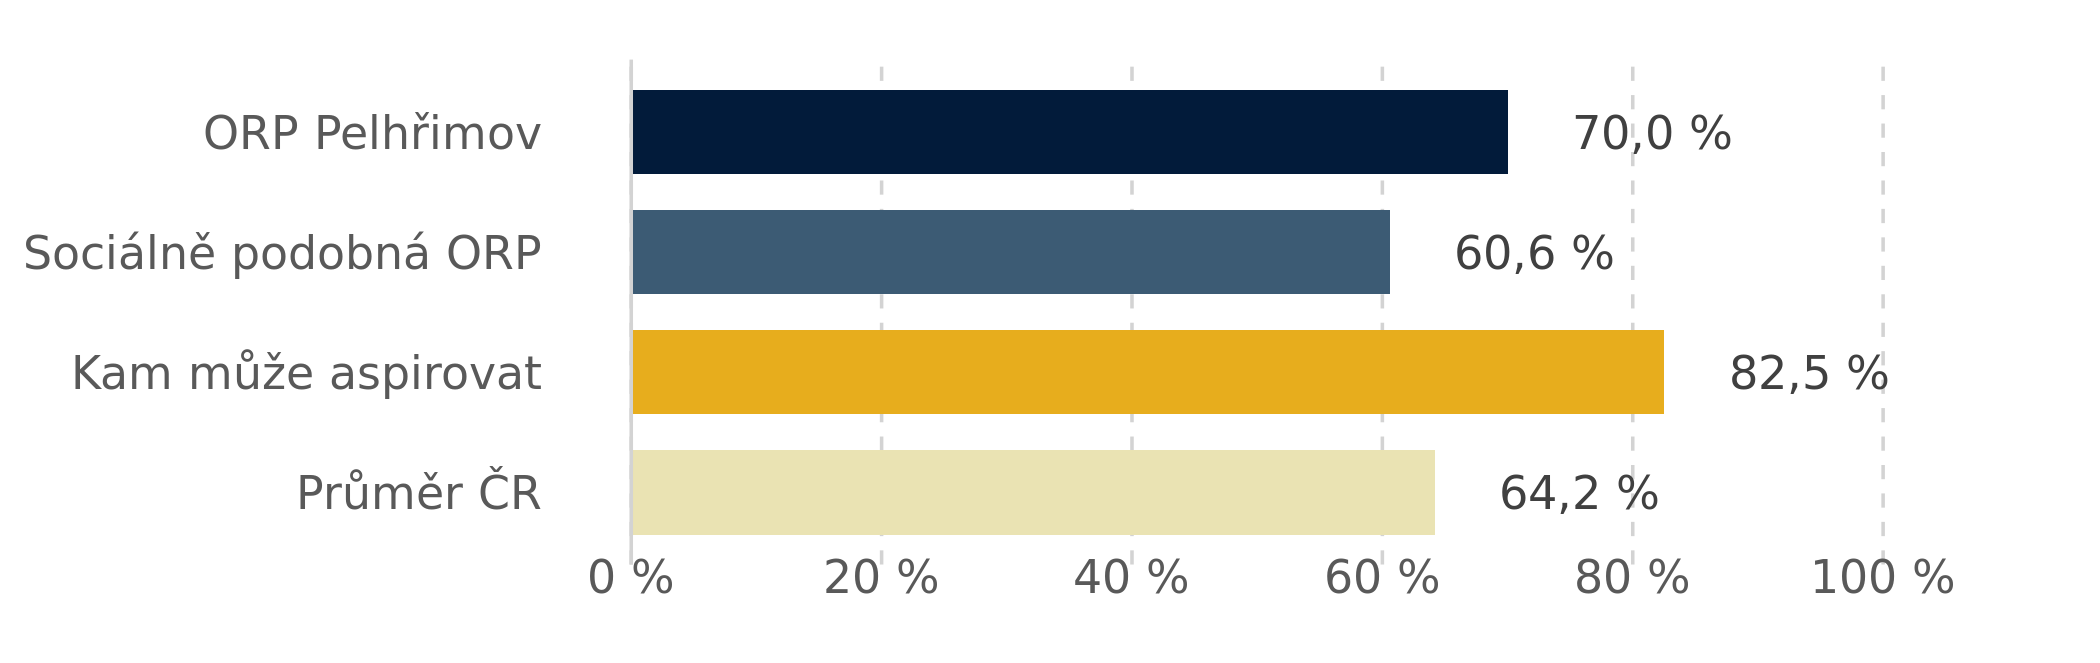 ORP Pelhřimov 70,0 %
Sociálně podobná ORP 60,6 %
Kam může aspirovat 82,5 %
Průměr ČR 64,2 %
0 % 20 % 40 % 60 % 80 % 100 %